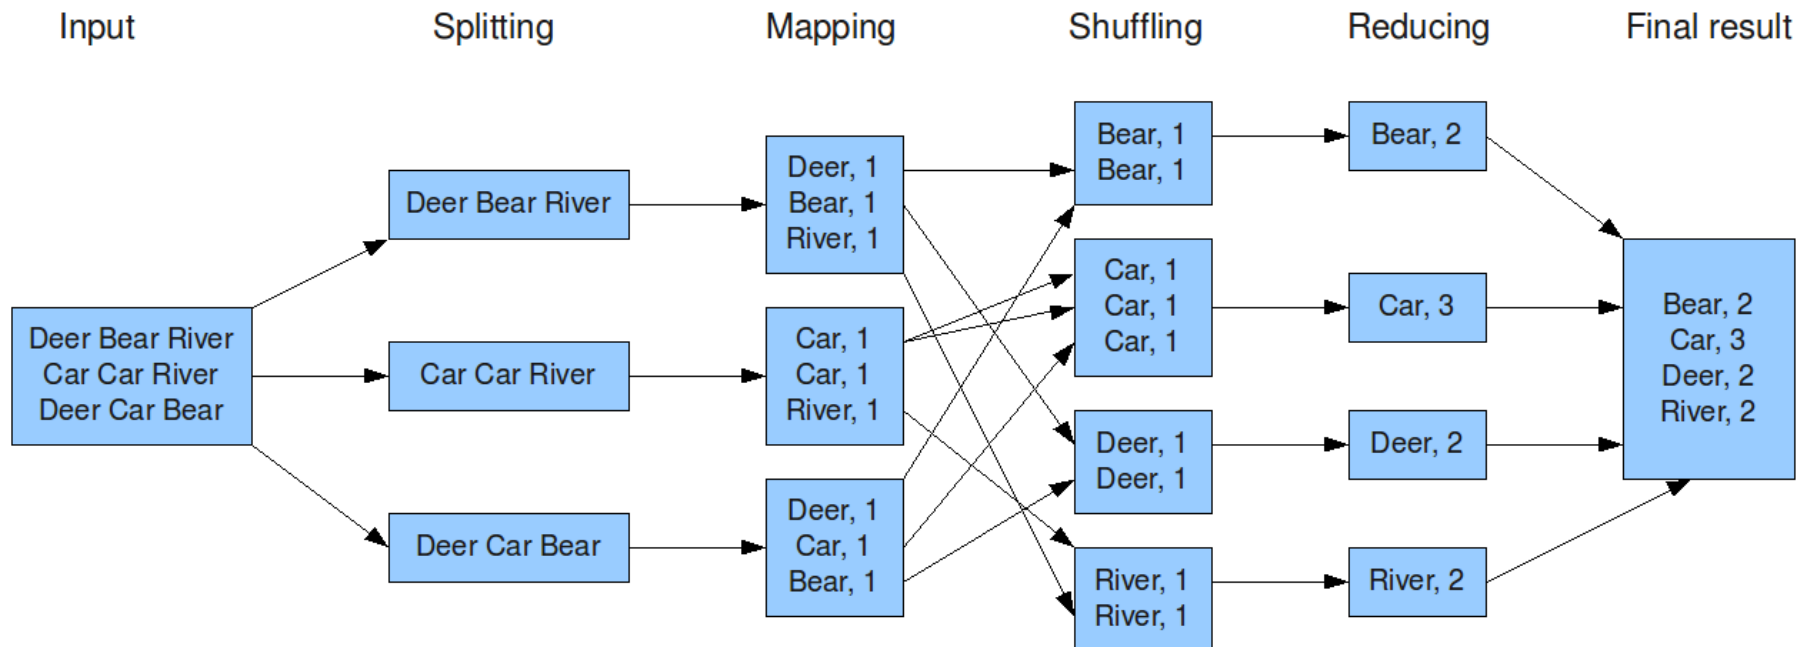 Input
Splitting
Mapping
Shuffling
Reducing
Final result
Deer Bear River
Car Car River
Deer Car Bear
Deer Bear River
Car Car River
Deer Car Bear
Deer, 1
Bear, 1
River, 1
Car, 1
Car, 1
River, 1
Deer, 1
Car, 1
Bear, 1
Bear, 1
Bear, 1
Car, 1
Car, 1
Car, 1
Deer, 1
Deer, 1
River, 1
River, 1
Bear, 2
Car, 3
Deer, 2
River, 2
Bear, 2
Car, 3
Deer, 2
River, 2